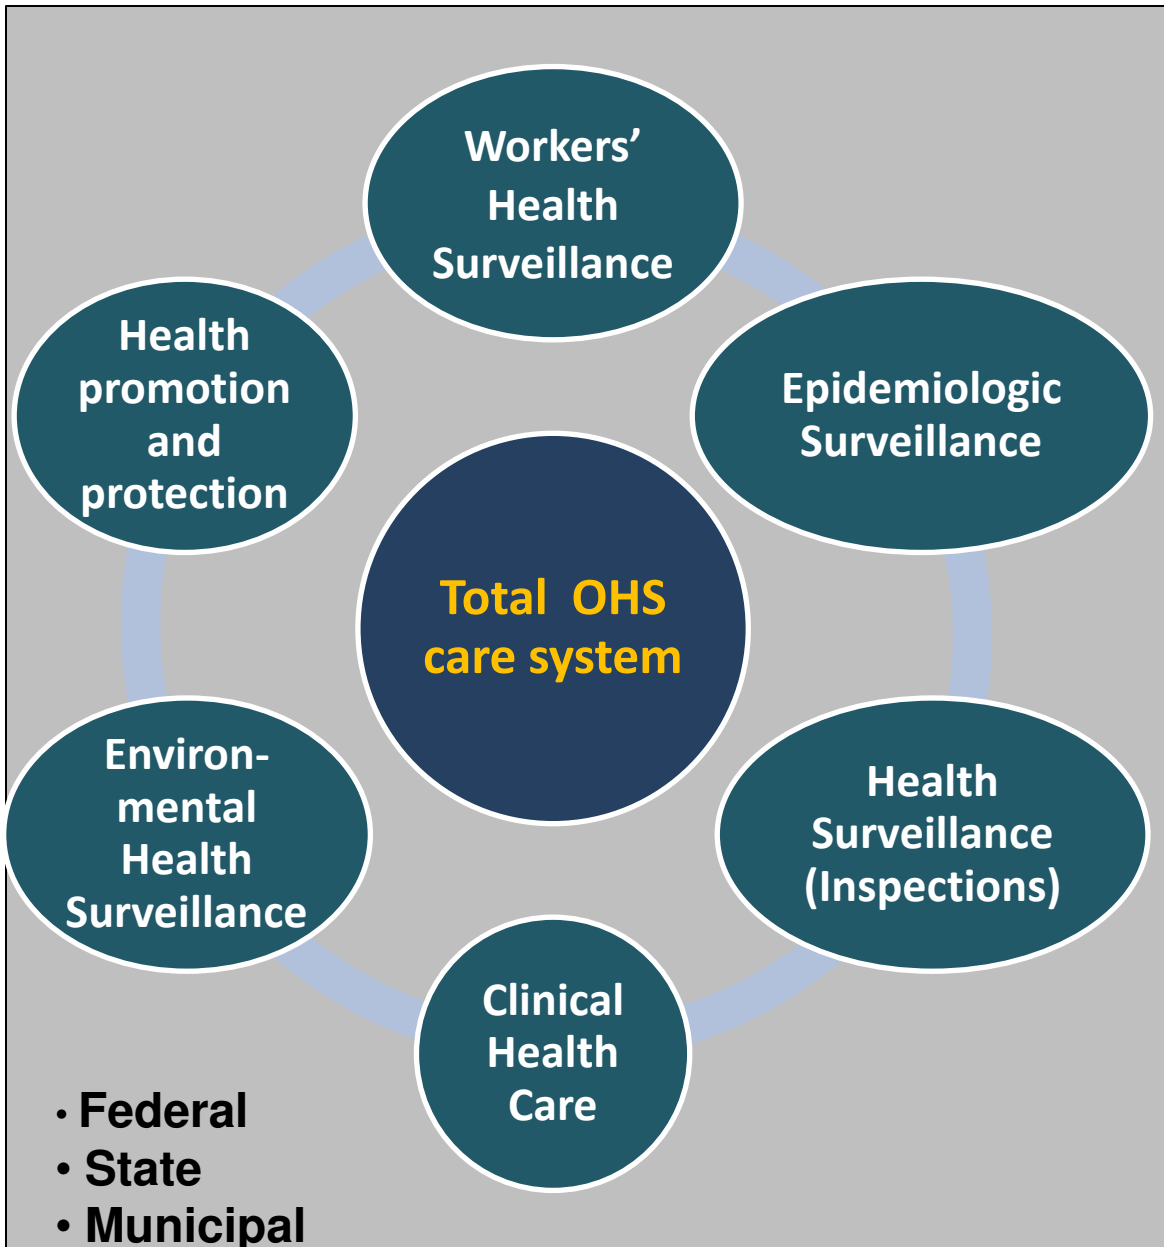 Workers’
Health
Surveillance
Health
promotion
and
protection
Epidemiologic
Surveillance
Total OHS
care system
Environ-
mental
Health
Surveillance
Health
Surveillance
(Inspections)
Clinical
Health
Care
• Federal
• State
• Municipal